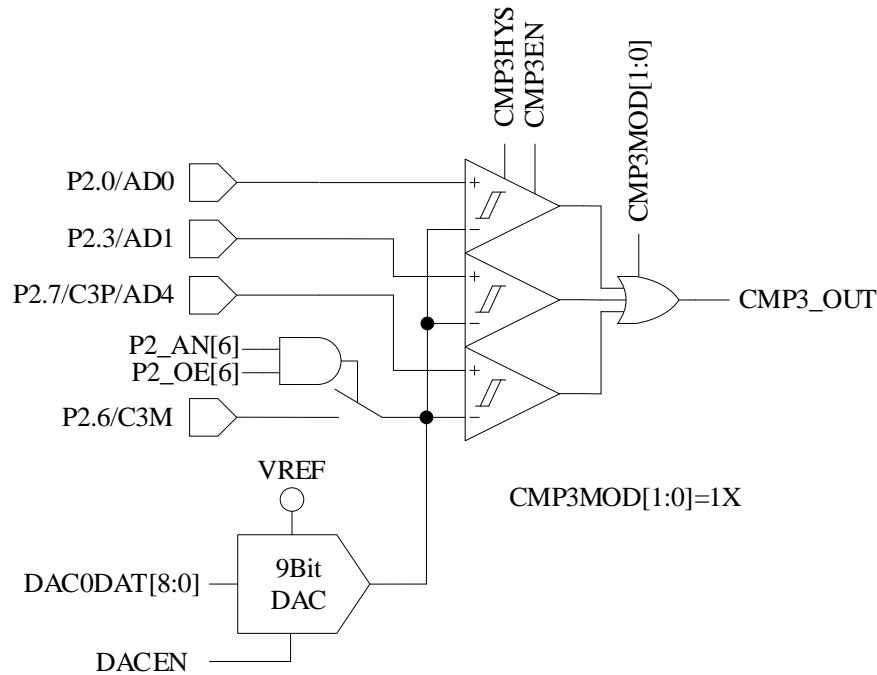 CMP3HYS
CMP3EN
CMP3MOD[1:0]
P2.0/AD0
+
−
P2.3/AD1
+
P2.7/C3P/AD4
−
CMP3_OUT
P2_AN[6]
P2_OE[6]
+
P2.6/C3M
−
VREF
CMP3MOD[1:0]=1X
DAC0DAT[8:0]
9Bit
DAC
DACEN